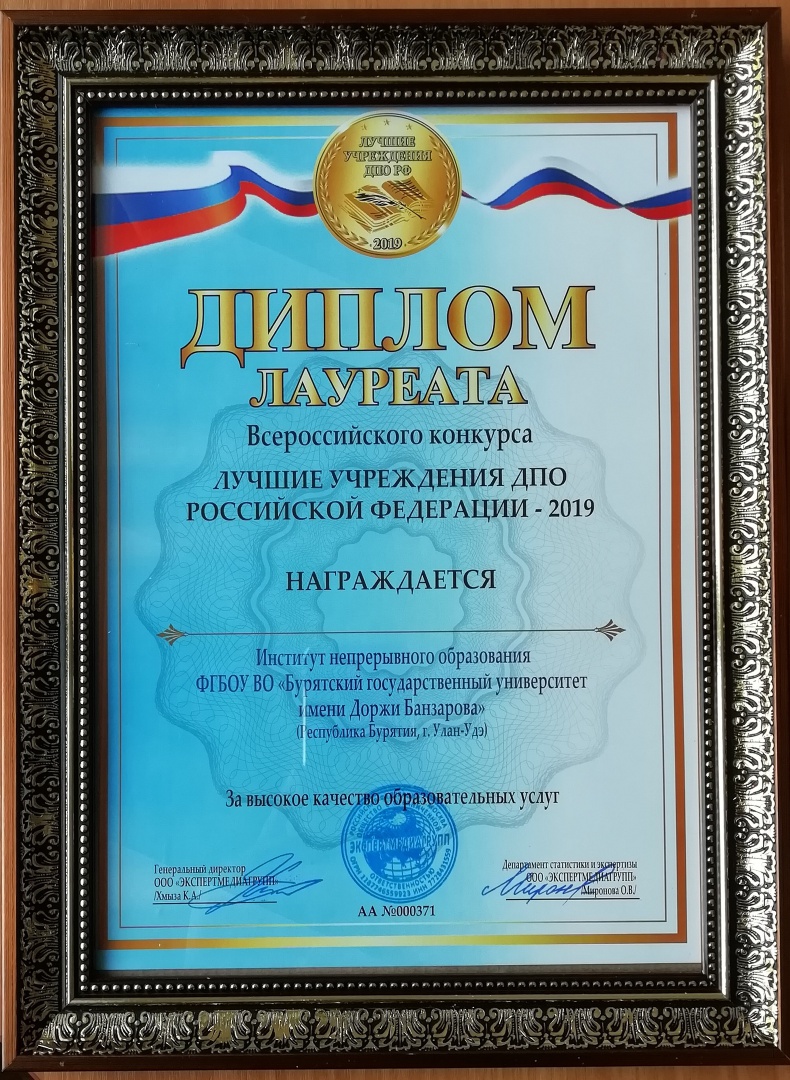 ЛУЧШИЕ
УЧРЕЖДЕНИЯ
ДПО РФ
2019
ДИПЛОМ
ЛАУРЕАТА
Всероссийского конкурса
ЛУЧШИЕ УЧРЕЖДЕНИЯ ДПО
РОССИЙСКОЙ ФЕДЕРАЦИИ - 2019
НАГРАЖДАЕТСЯ
Институт непрерывного образования
ФГБОУ ВО «Бурятский государственный университет
имени Доржи Банзарова»
(Республика Бурятия, г. Улан-Удэ)
За высокое качество образовательных услуг
Генеральный директор
ООО «ЭКСПЕРТМЕДИАГРУПП»
/Хмыза К.А./
ЭКСПЕРТМЕДИАГРУПП
ОТВЕТСТВЕННОСТЬЮ
Департамент статистики и экспертизы
ООО «ЭКСПЕРТМЕДИАГРУПП»
/Миронова О.В./
АА №000371